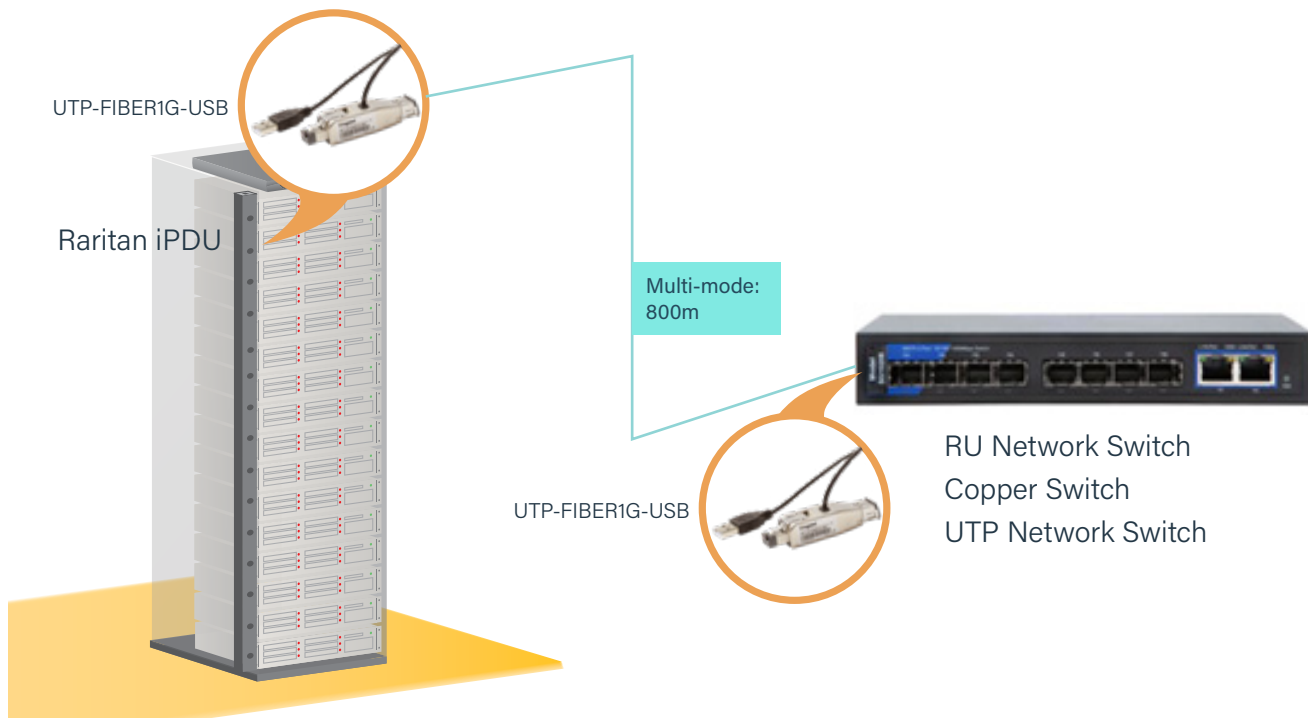 UTP-FIBER1G-USB
Raritan iPDU
Multi-mode:
800m
RU Network Switch
Copper Switch
UTP Network Switch
UTP-FIBER1G-USB